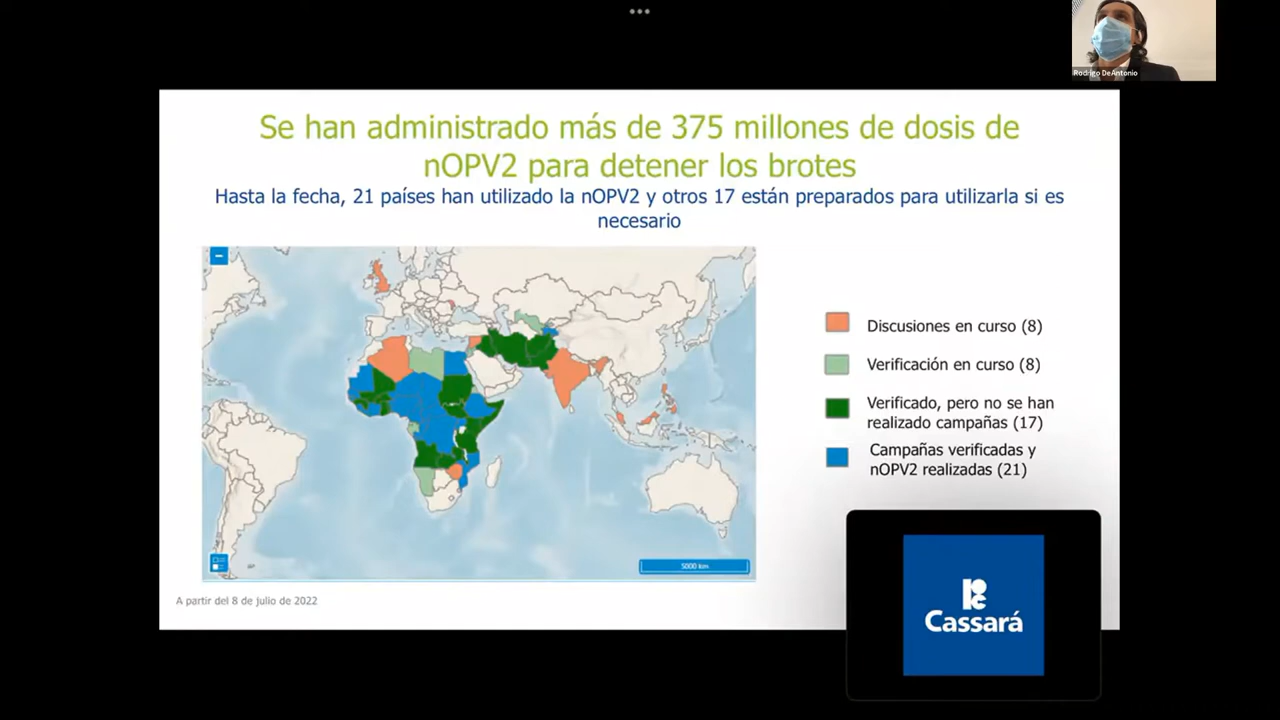 Rodrigo DeAntonio
Se han administrado más de 375 millones de dosis de
nOPV2 para detener los brotes
Hasta la fecha, 21 países han utilizado la nOPV2 y otros 17 están preparados para utilizarla si es
necesario
Discusiones en curso (8)
Verificación en curso (8)
Verificado, pero no se han
realizado campañas (17)
Campañas verificadas y
nOPV2 realizadas (21)
5000 km
A partir del 8 de julio de 2022
Cassará